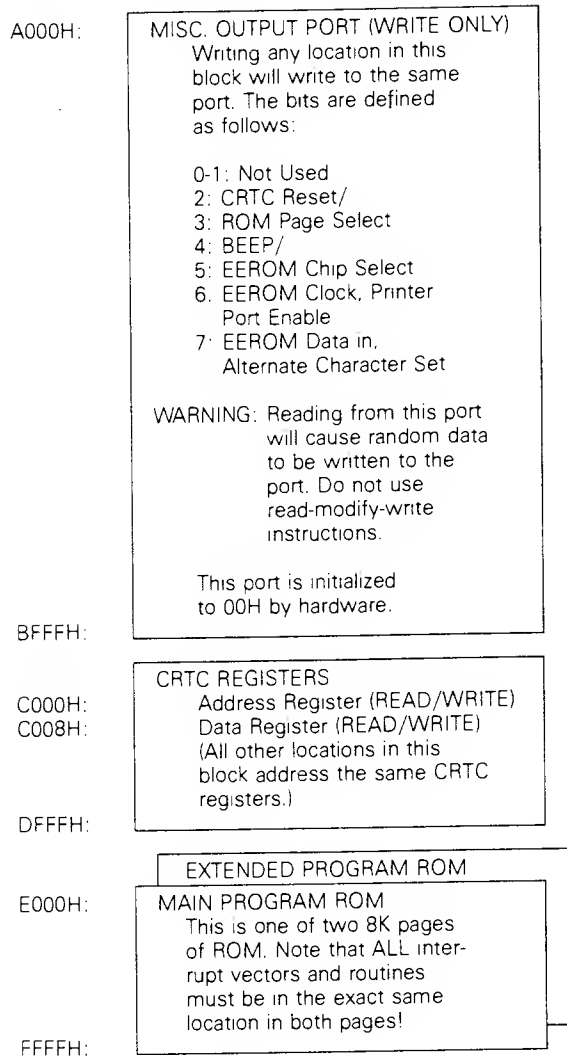 A000H: MISC. OUTPUT PORT (WRITE ONLY)
Writing any location in this
block will write to the same
port. The bits are defined
as follows:
0-1: Not Used
2: CRTC Reset/
3: ROM Page Select
4: BEEP/
5: EEROM Chip Select
6. EEROM Clock, Printer
Port Enable
7: EEROM Data in,
Alternate Character Set
WARNING: Reading from this port
will cause random data
to be written to the
port. Do not use
read-modify-write
instructions.
This port is initialized
to 00H by hardware.
BFFFH:
CRTC REGISTERS
C000H: Address Register (READ/WRITE)
C008H: Data Register (READ/WRITE)
(All other locations in this
block address the same CRTC
registers.)
DFFFH:
EXTENDED PROGRAM ROM
E000H: MAIN PROGRAM ROM
This is one of two 8K pages
of ROM. Note that ALL inter-
rupt vectors and routines
must be in the exact same
location in both pages!
FFFFH: